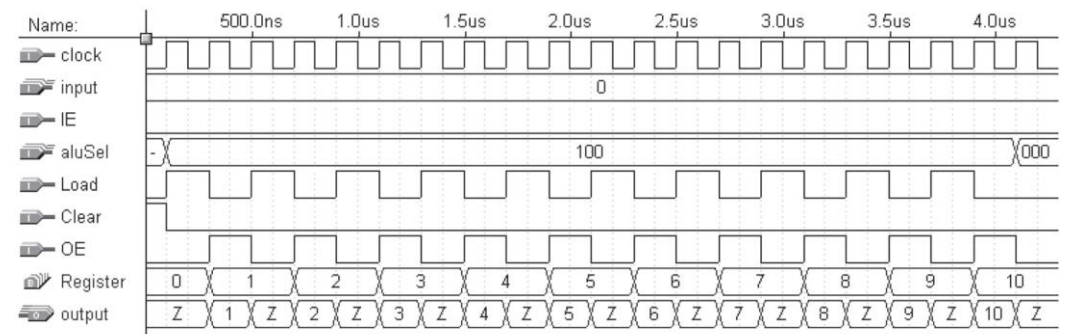 Name: 500.0ns 1.0us 1.5us 2.0us 2.5us 3.0us 3.5us 4.0us
clock
input 0
IE
aluSel - 100 000
Load
Clear
OE
Register 0 1 2 3 4 5 6 7 8 9 10
output Z 1 Z 2 Z 3 Z 4 Z 5 Z 6 Z 7 Z 8 Z 9 Z 10 Z